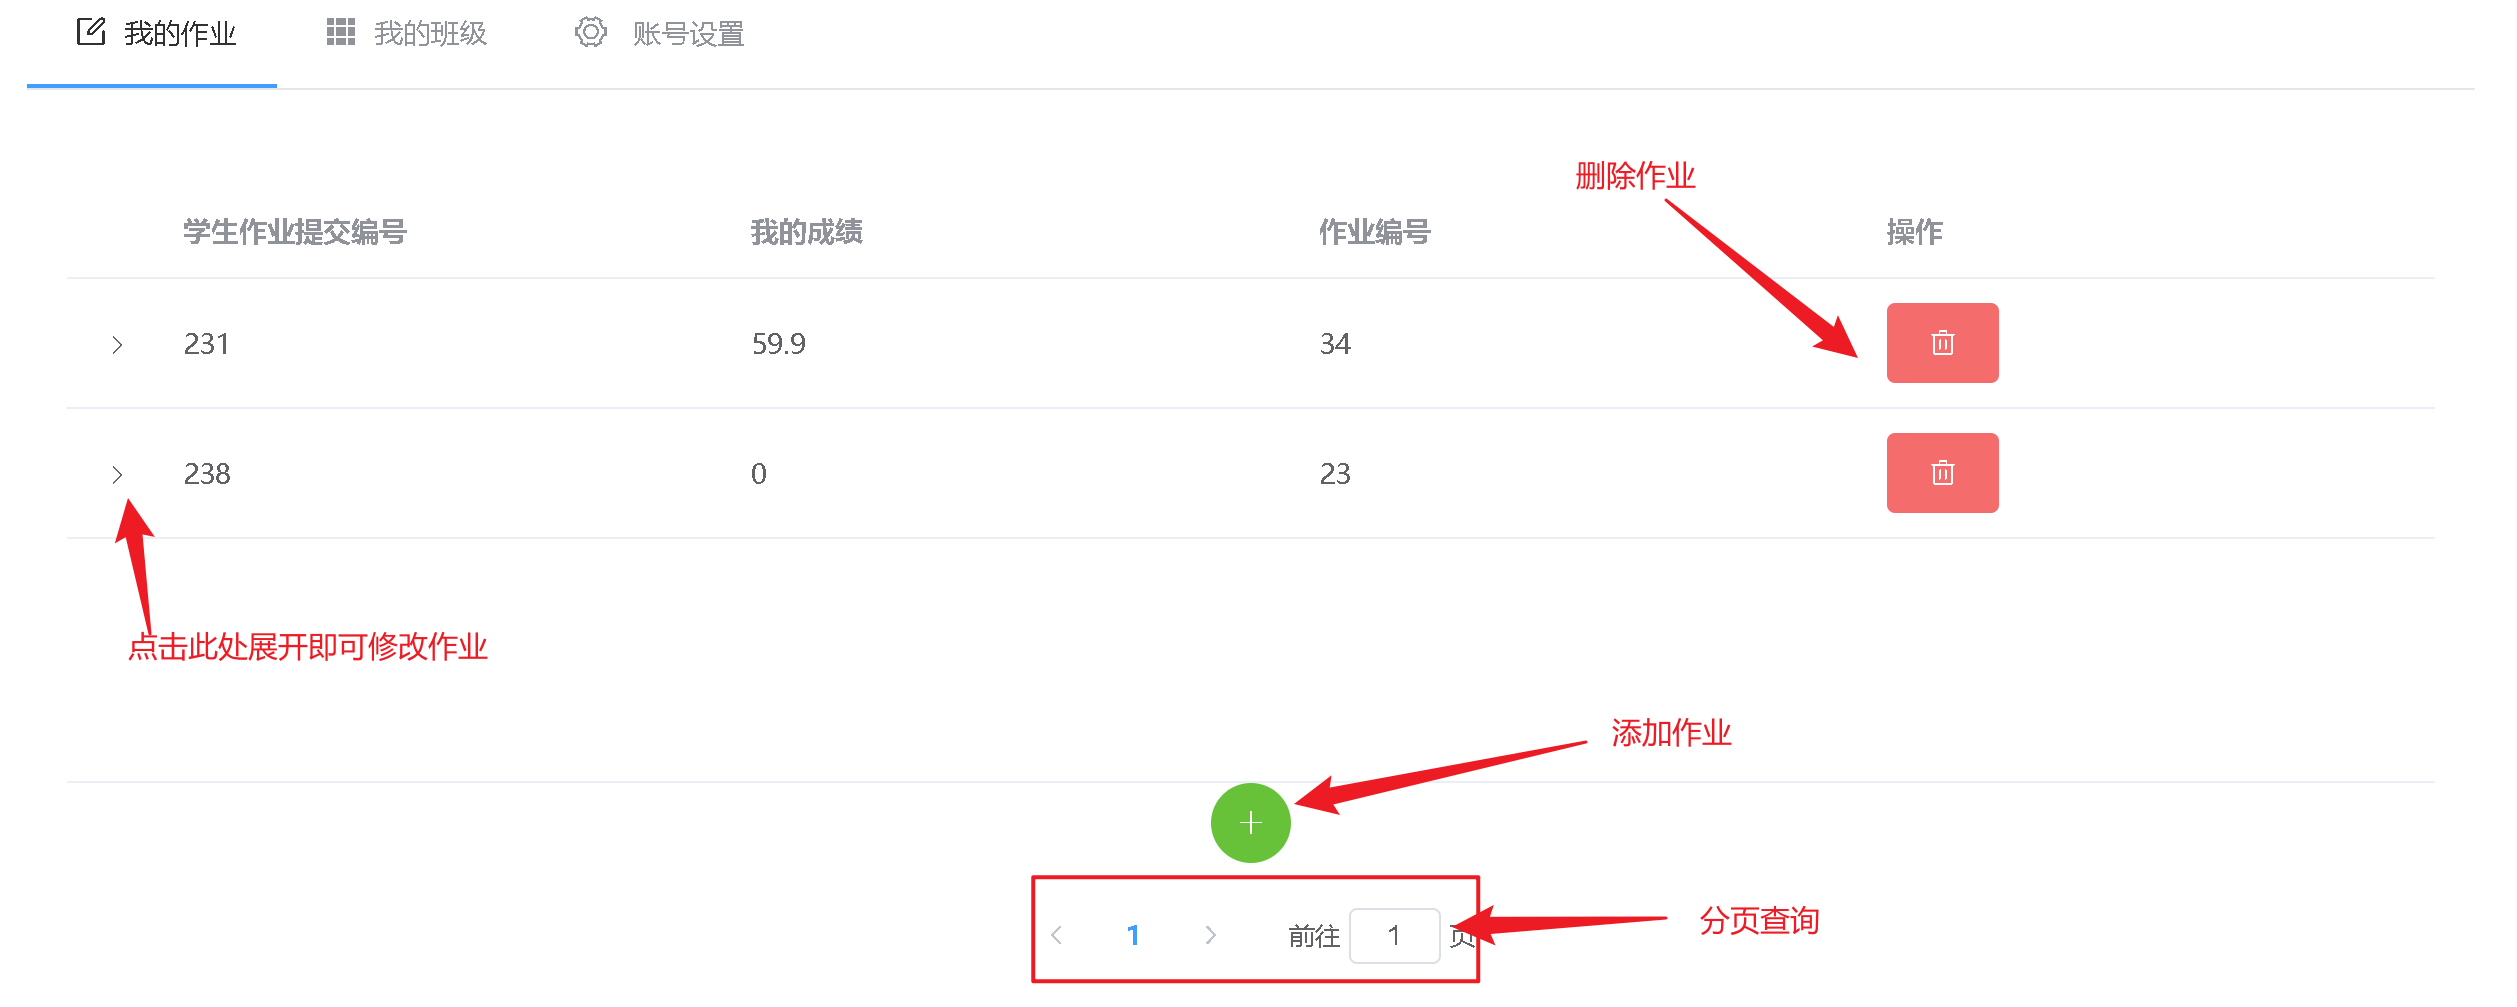 我的作业 我的班级 账号设置
删除作业
学生作业提交编号 我的成绩 作业编号 操作
231 59.9 34
238 0 23
点击此处展开即可修改作业
添加作业
1 前往 1 页
分页查询